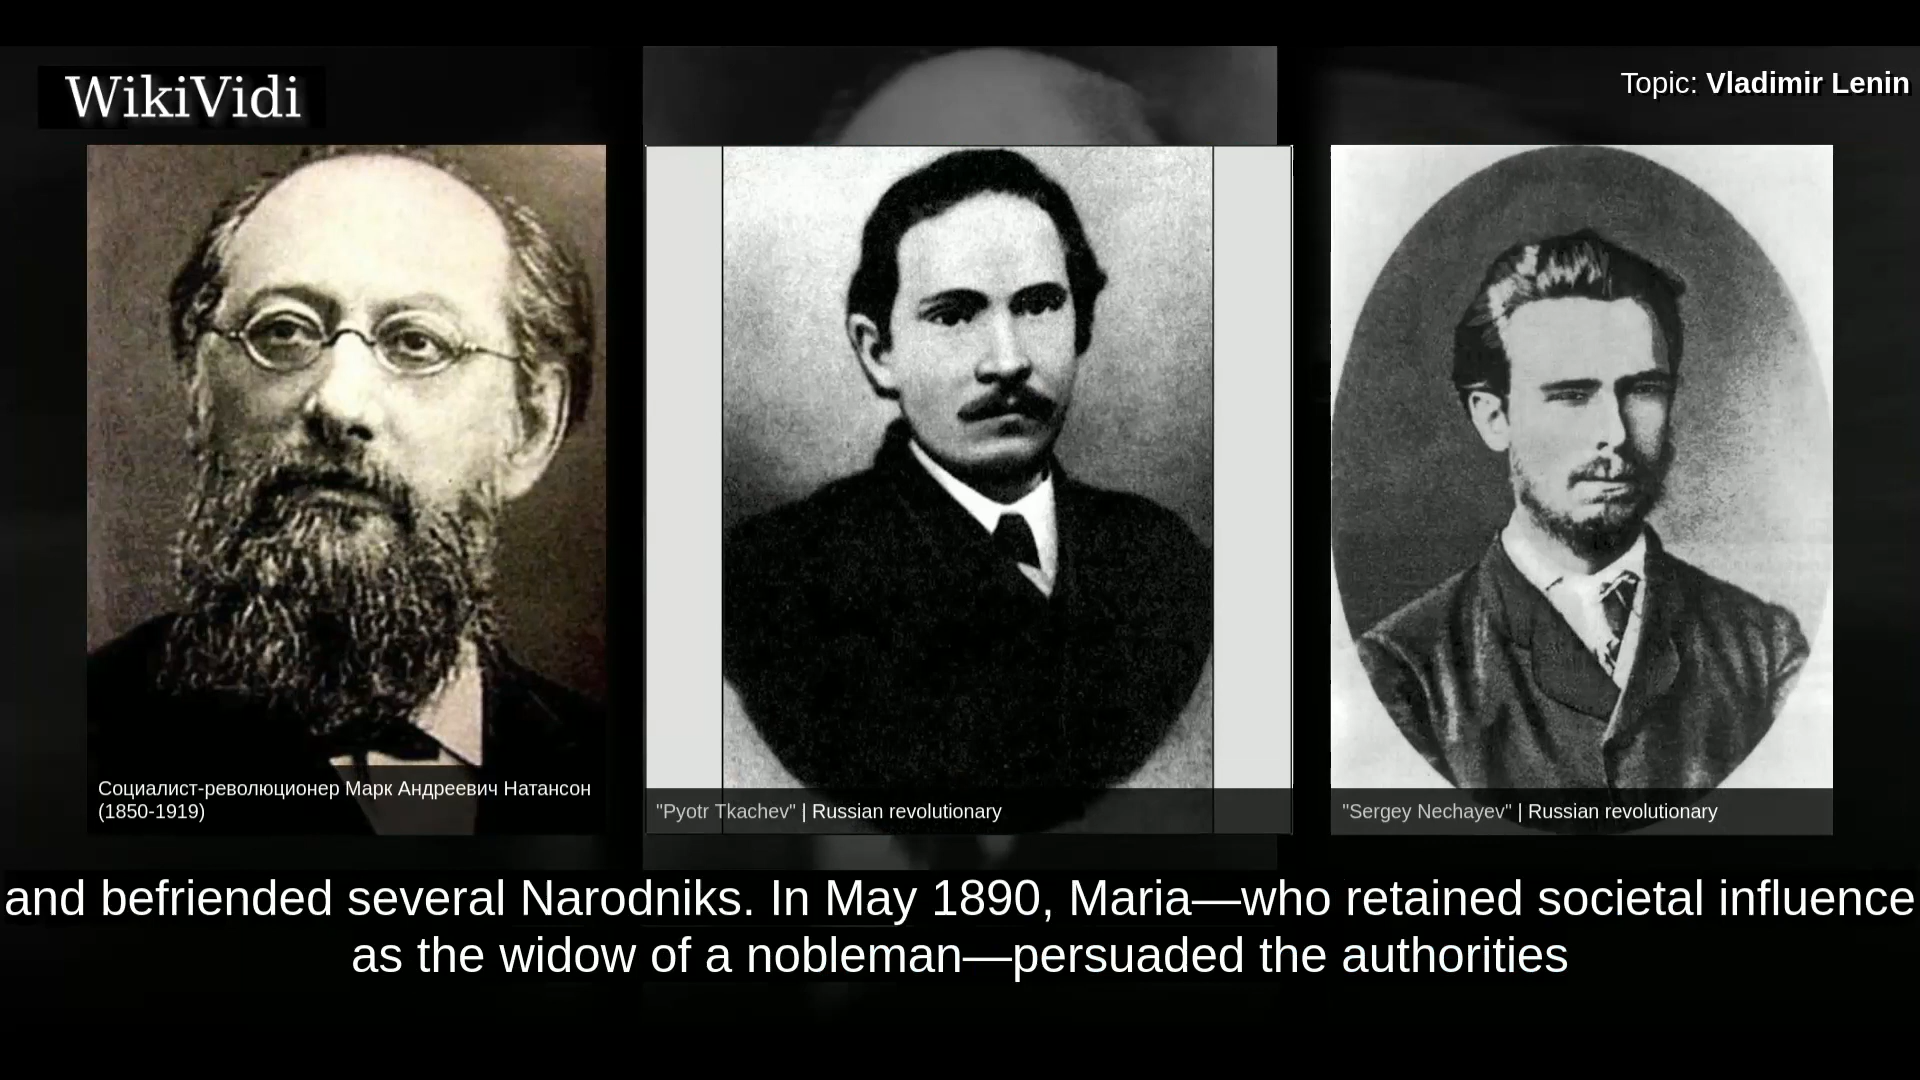 WikiVidi
Topic: Vladimir Lenin
Социалист-революционер Марк Андреевич Натансон
(1850-1919)
"Pyotr Tkachev" | Russian revolutionary
"Sergey Nechayev" | Russian revolutionary
and befriended several Narodniks. In May 1890, Maria—who retained societal influence
as the widow of a nobleman—persuaded the authorities